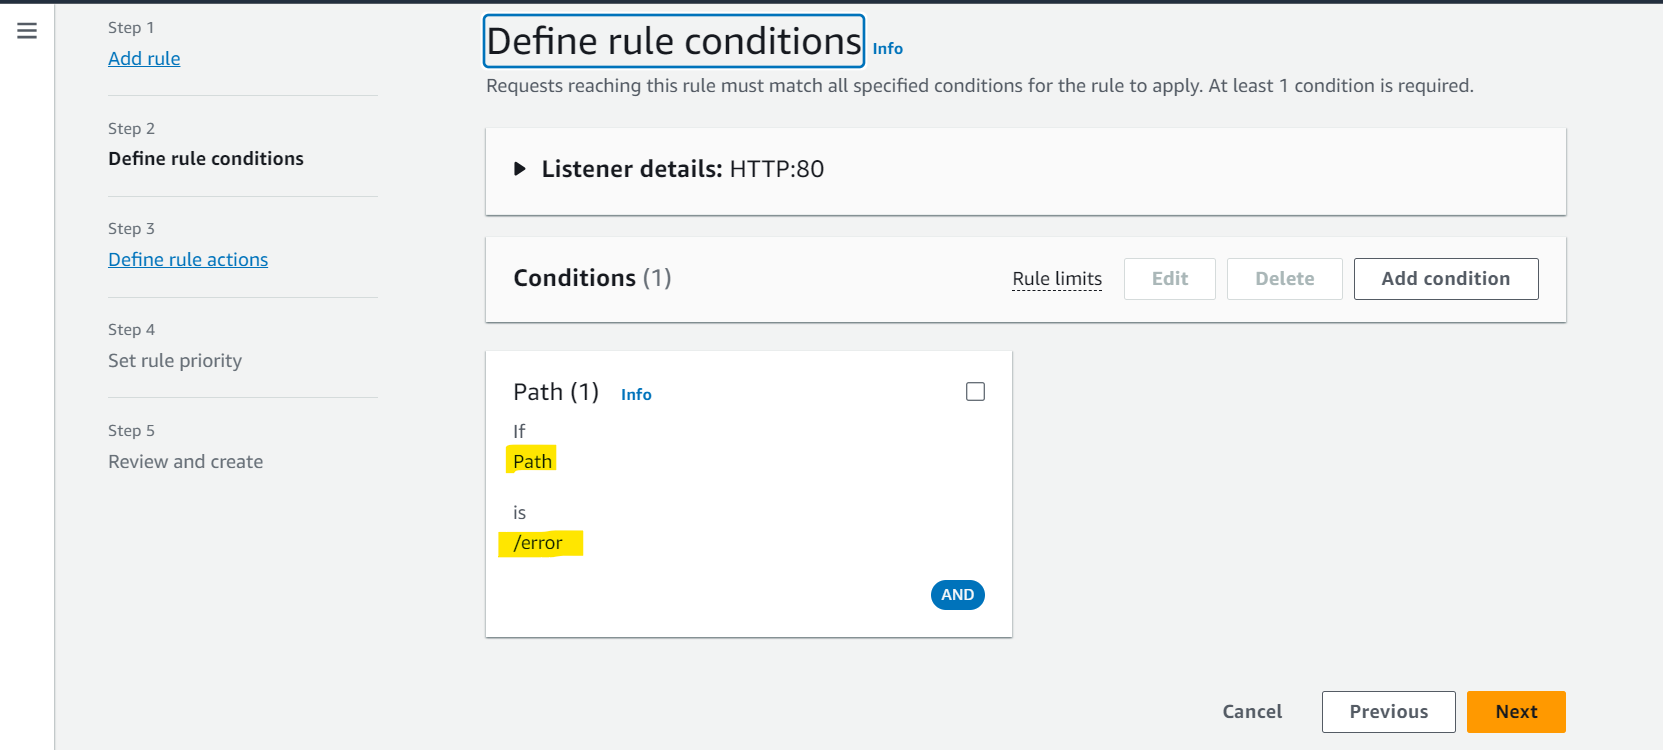 Step 1
Add rule
Step 2
Define rule conditions
Step 3
Define rule actions
Step 4
Set rule priority
Step 5
Review and create
Define rule conditions Info
Requests reaching this rule must match all specified conditions for the rule to apply. At least 1 condition is required.
Listener details: HTTP:80
Conditions (1) Rule limits Edit Delete Add condition
Path (1) Info
If
Path
is
/error
AND
Cancel Previous Next